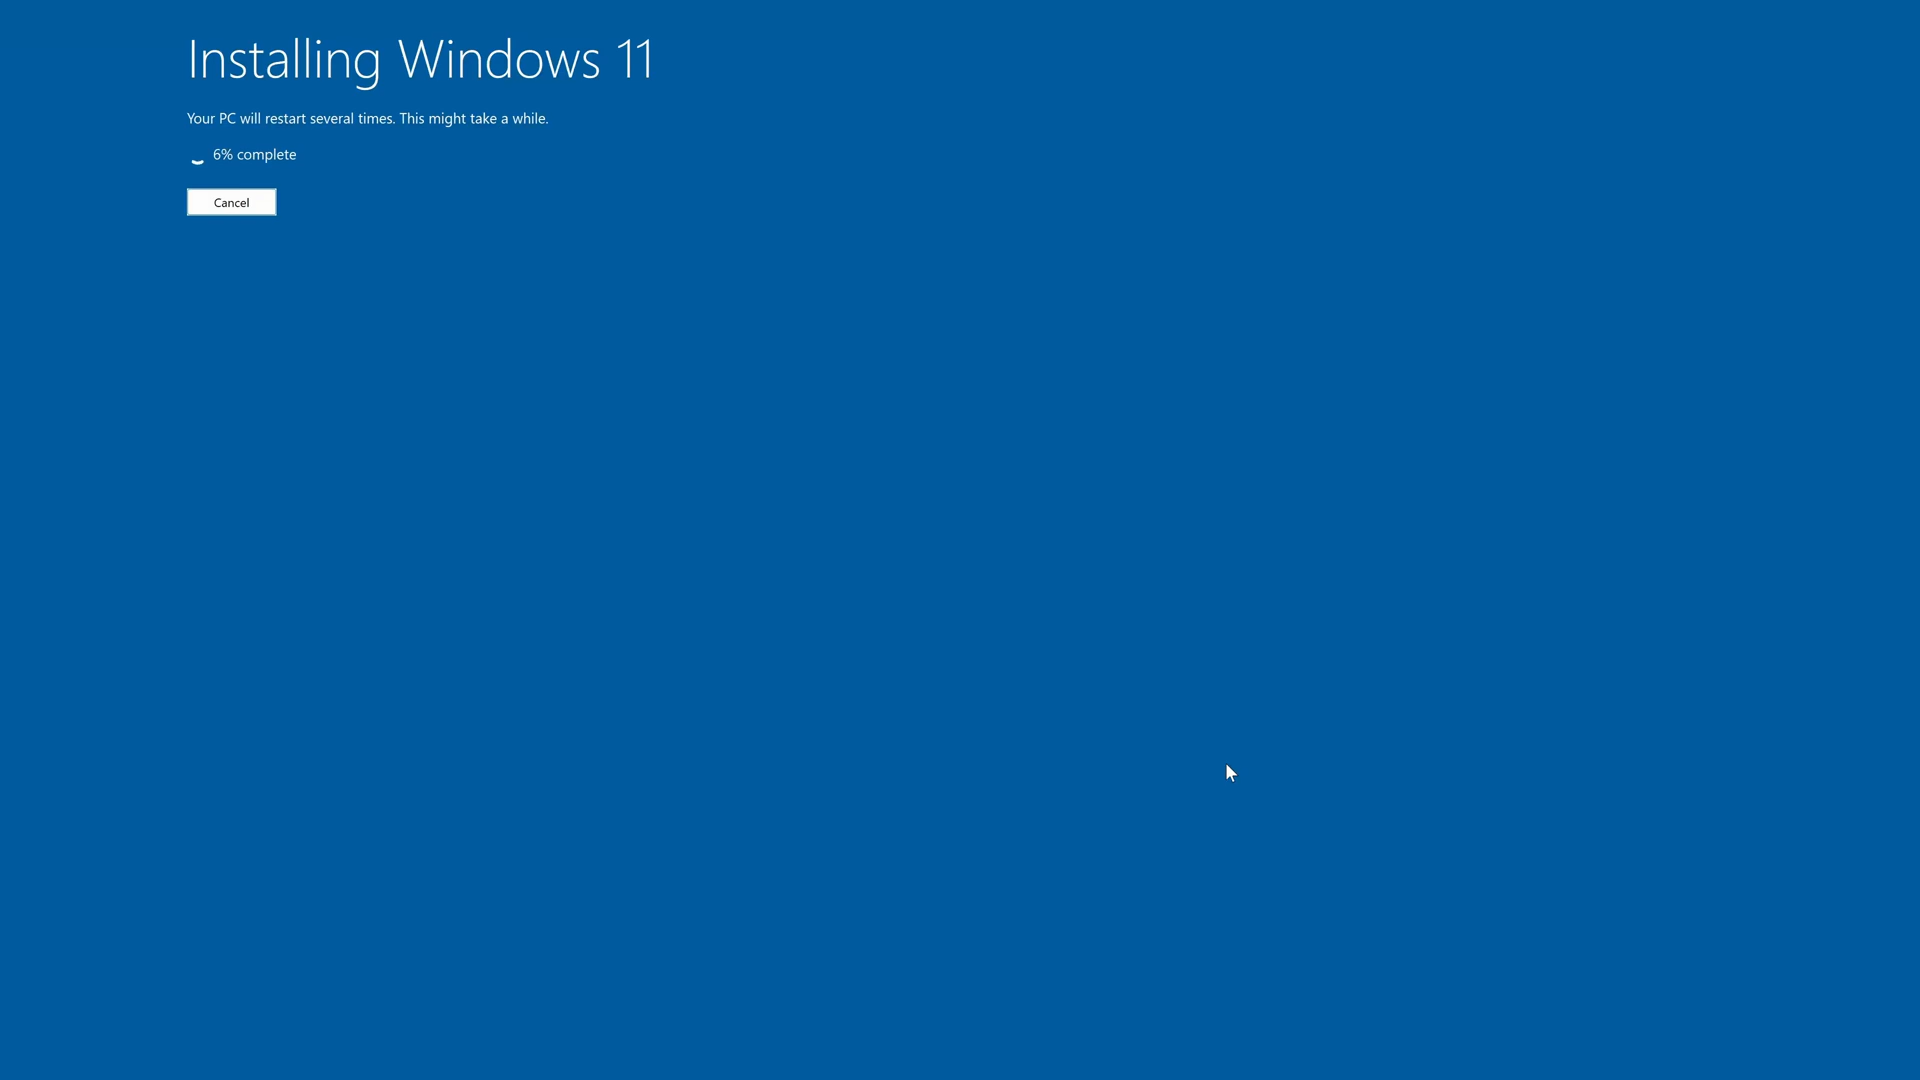 Installing Windows 11
Your PC will restart several times. This might take a while.
6% complete
Cancel